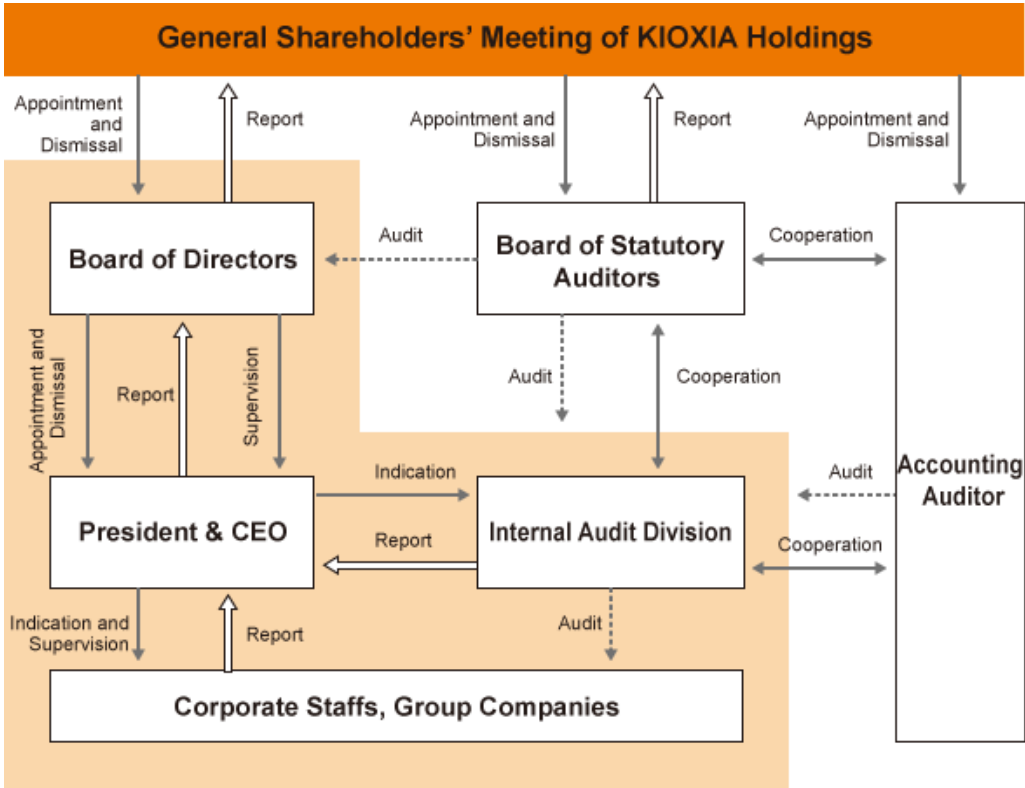 General Shareholders’ Meeting of KIOXIA Holdings
Appointment
and
Dismissal
Report
Appointment and
Dismissal
Report
Appointment and
Dismissal
Board of Directors
Audit
Board of Statutory
Auditors
Cooperation
Appointment and
Dismissal
Report
Supervision
Audit
Cooperation
Accounting
Auditor
Indication
Audit
President & CEO
Report
Internal Audit Division
Cooperation
Indication and
Supervision
Report
Audit
Corporate Staffs, Group Companies